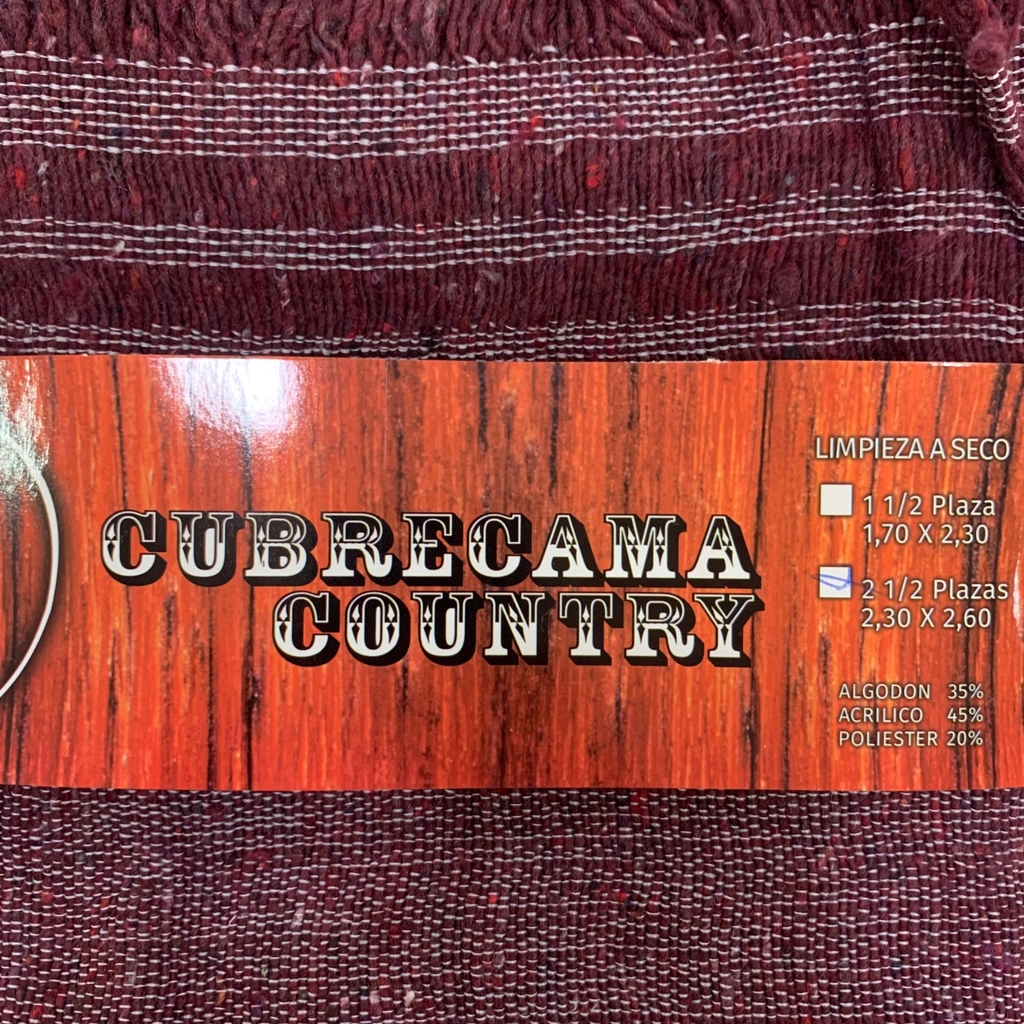 CUBRECAMA
COUNTRY
LIMPIEZA A SECO
1 1/2 Plaza
1,70 X 2,30
2 1/2 Plazas
2,30 X 2,60
ALGODON 35%
ACRILICO 45%
POLIESTER 20%